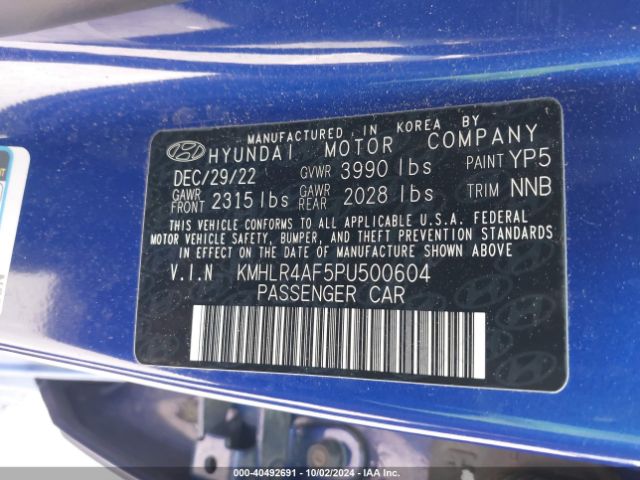 MANUFACTURED IN KOREA BY
HYUNDAI MOTOR COMPANY
DEC/29/22 GVWR 3990 lbs PAINT YP5
GAWR FRONT 2315 lbs GAWR REAR 2028 lbs TRIM NNB
THIS VEHICLE CONFORMS TO ALL APPLICABLE U.S.A. FEDERAL
MOTOR VEHICLE SAFETY, BUMPER, AND THEFT PREVENTION STANDARDS
IN EFFECT ON THE DATE OF MANUFACTURE SHOWN ABOVE.
V.I.N KMHLR4AF5PU500604
PASSENGER CAR
000-40492691 - 10/02/2024 - IAA Inc.